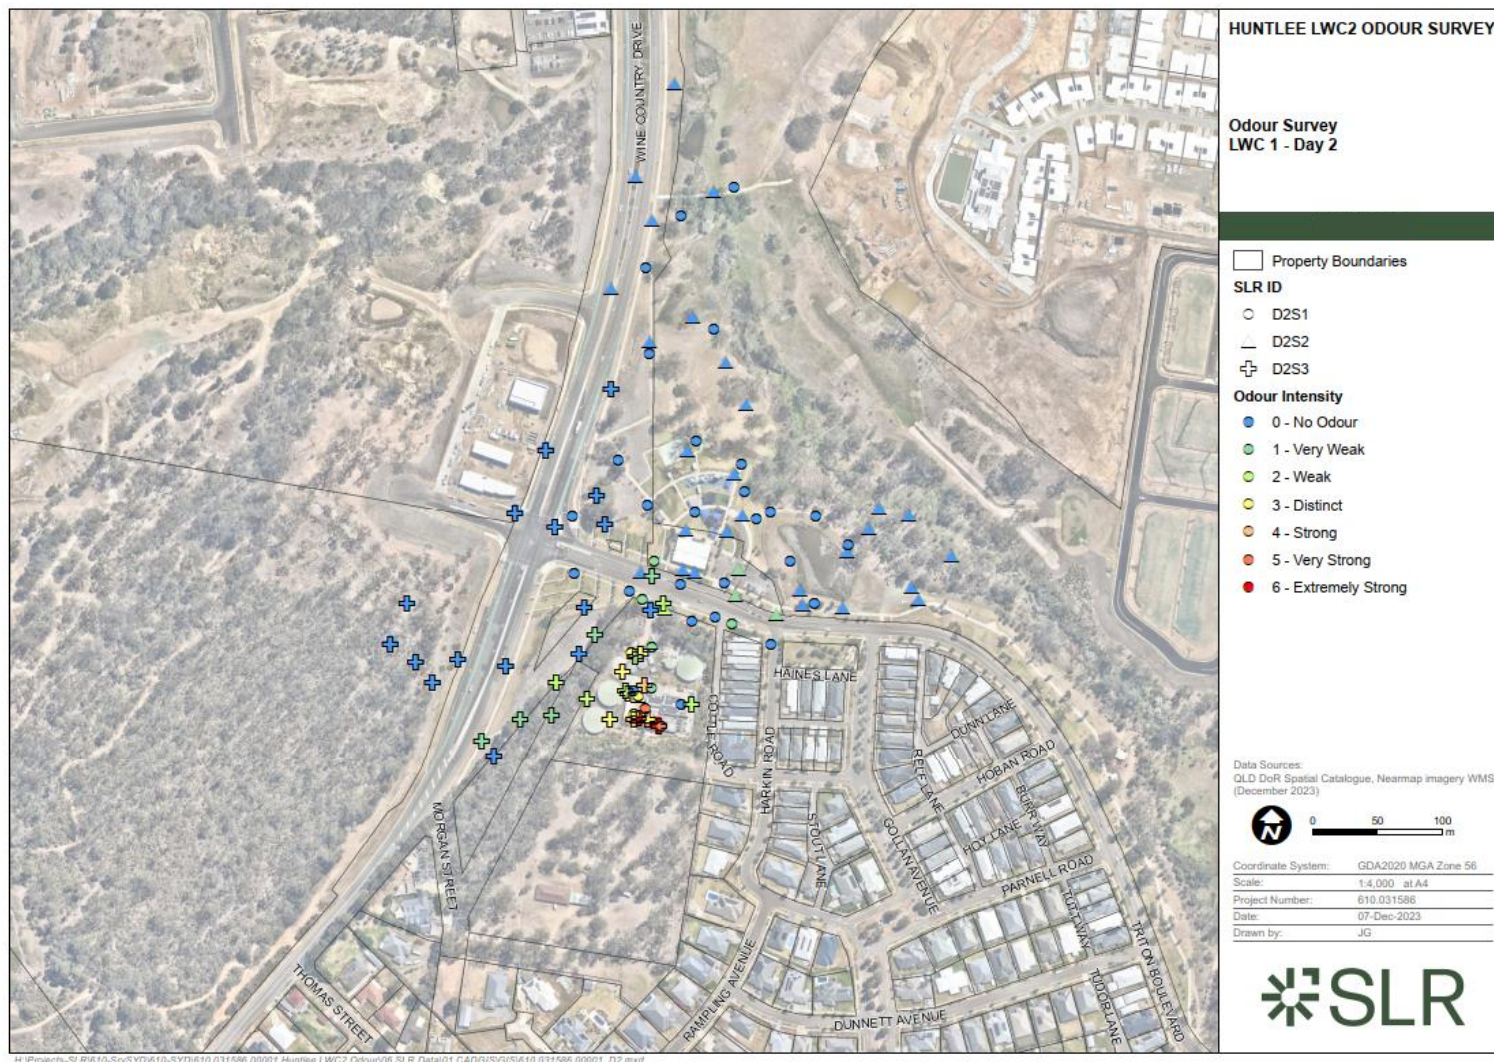 HUNTLEE LWC2 ODOUR SURVEY
Odour Survey
LWC 1 - Day 2
Property Boundaries
SLR ID
D2S1
D2S2
D2S3
Odour Intensity
0 - No Odour
1 - Very Weak
2 - Weak
3 - Distinct
4 - Strong
5 - Very Strong
6 - Extremely Strong
Data Sources:
QLD DoR Spatial Catalogue, Nearmap imagery WMS
(December 2023)
N
0 50 100
m
Coordinate System: GDA2020 MGA Zone 56
Scale: 1:4,000 at A4
Project Number: 610.031586
Date: 07-Dec-2023
Drawn by: JG
SLR
WINE COUNTRY DRIVE
HAINES LANE
COTTLE ROAD
HARKIN ROAD
DUNN LANE
HOBAN ROAD
RELF LANE
BURR WAY
HOY LANE
STOUT LANE
GOLLAN AVENUE
PARNELL ROAD
MORGAN STREET
TUTT WAY
TRITON BOULEVARD
THOMAS STREET
RAMPLING AVENUE
DUNNETT AVENUE
TUDOR LANE